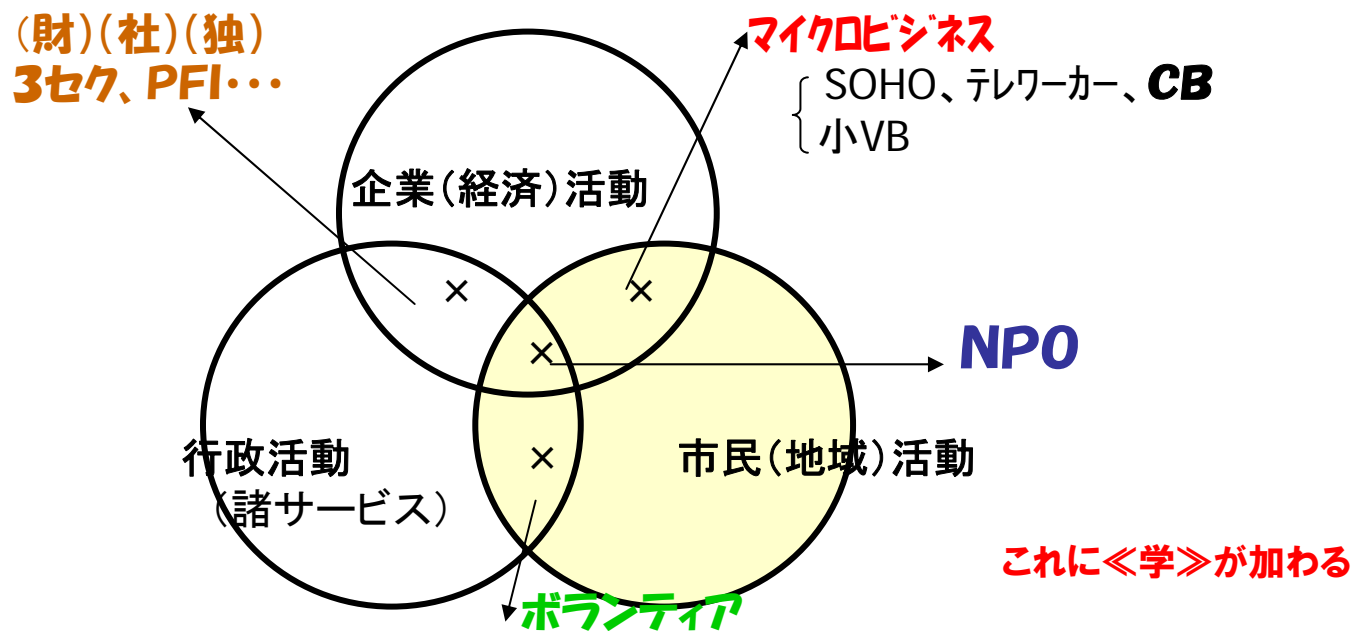 (財)(社)(独)
3セク、PFI・・・
マイクロビジネス
SOHO、テレワーカー、CB
小VB
企業(経済)活動
×
×
×
NPO
行政活動
(諸サービス)
×
市民(地域)活動
これに≪学≫が加わる
ボランティア